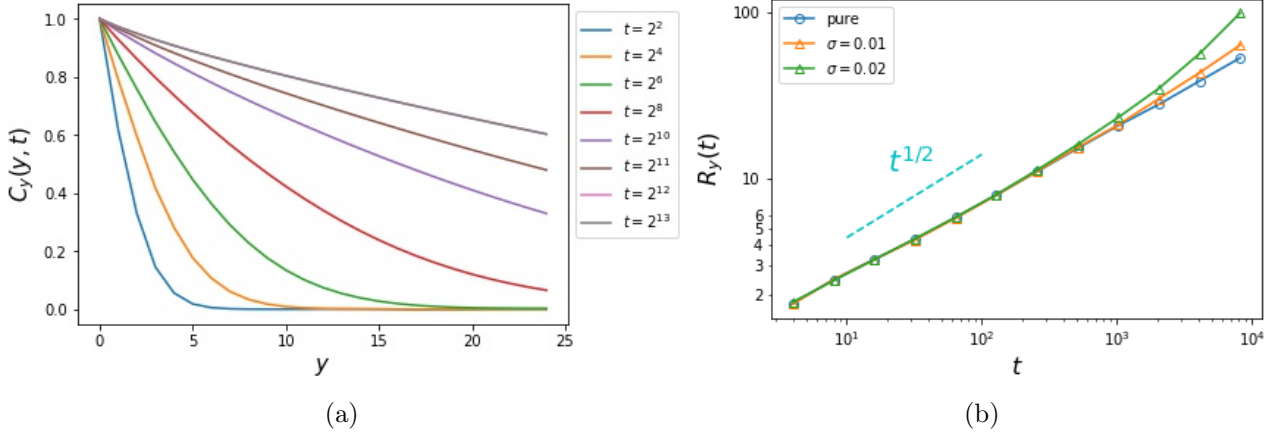 1.0
0.8
0.6
0.4
0.2
0.0
C_y(y, t)
0
5
10
15
20
25
y
t = 2^2
t = 2^4
t = 2^6
t = 2^8
t = 2^10
t = 2^11
t = 2^12
t = 2^13
(a)
100
10
6
5
4
3
2
R_y(t)
pure
σ = 0.01
σ = 0.02
t^{1/2}
10^1
10^2
10^3
10^4
t
(b)